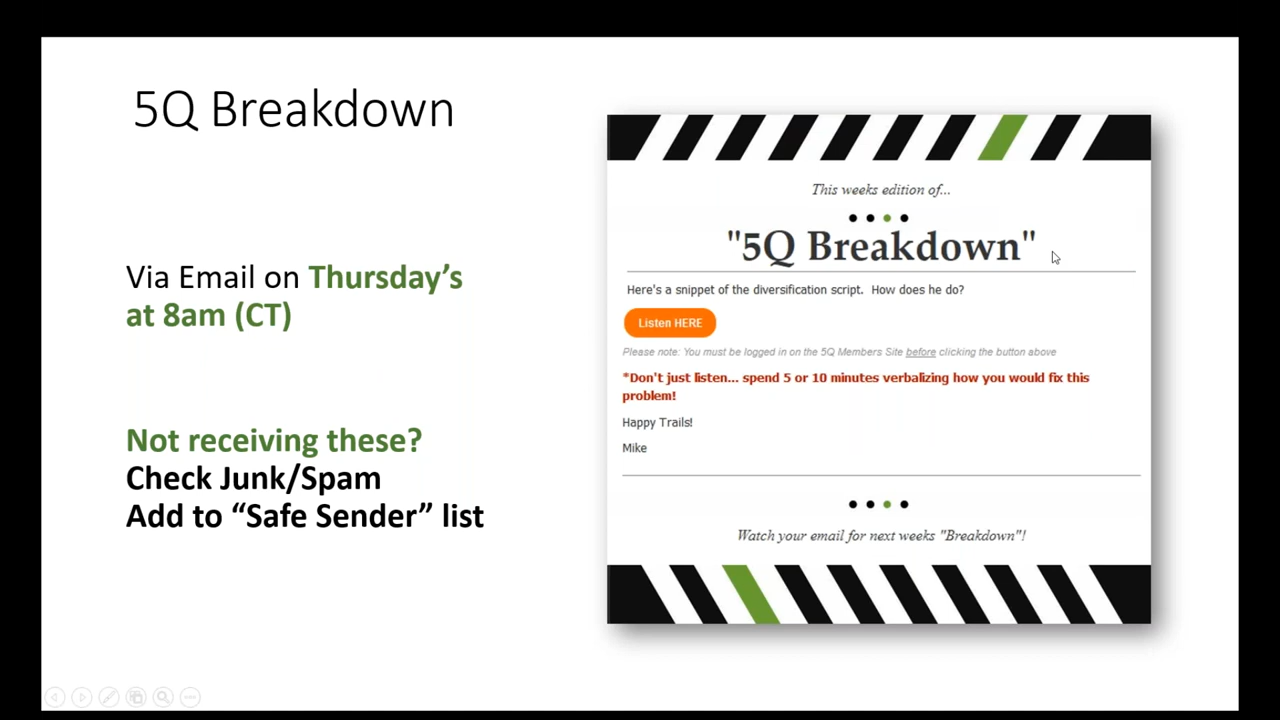 5Q Breakdown
Via Email on Thursday’s
at 8am (CT)
Not receiving these?
Check Junk/Spam
Add to “Safe Sender” list
This weeks edition of...
"5Q Breakdown"
Here's a snippet of the diversification script.  How does he do?
Listen HERE
Please note: You must be logged in on the 5Q Members Site before clicking the button above
*Don't just listen... spend 5 or 10 minutes verbalizing how you would fix this
problem!
Happy Trails!
Mike
Watch your email for next weeks "Breakdown"!